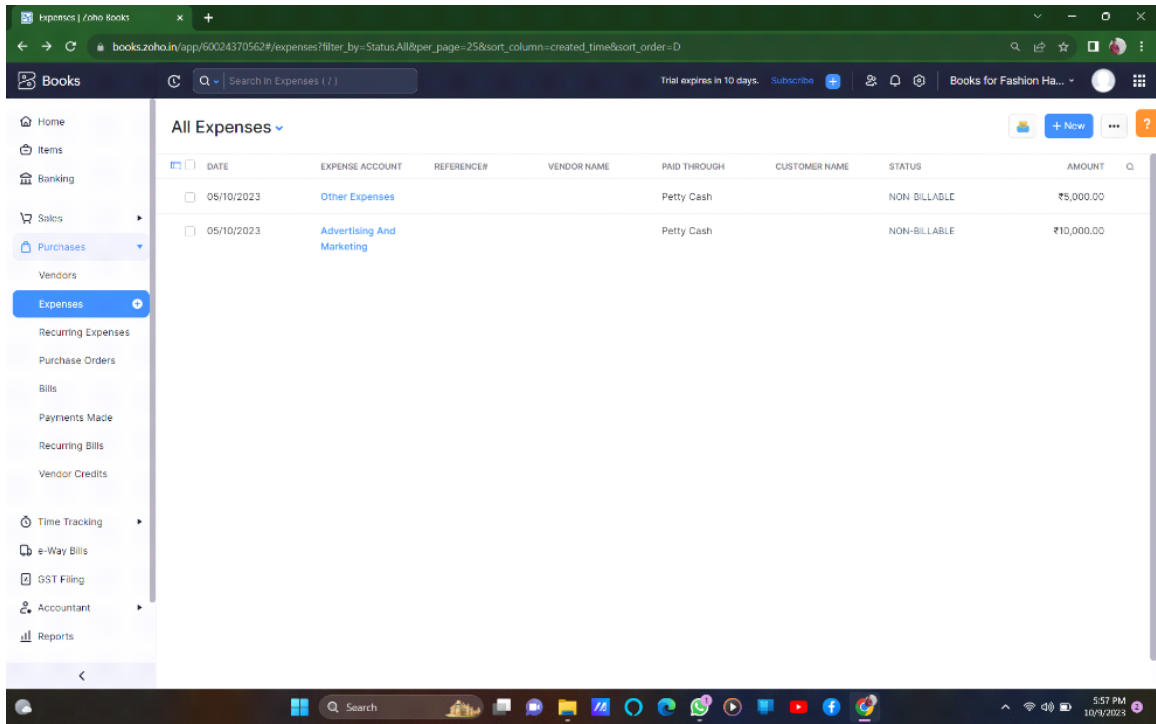 Expenses | Zoho Books
books.zoho.in/app/60024370562#/expenses?filter_by=Status.All&per_page=25&sort_column=created_time&sort_order=D
Books
Search in Expenses ( / )
Trial expires in 10 days. Subscribe
Books for Fashion Ha...
Home
Items
Banking
Sales
Purchases
Vendors
Expenses
Recurring Expenses
Purchase Orders
Bills
Payments Made
Recurring Bills
Vendor Credits
Time Tracking
e-Way Bills
GST Filing
Accountant
Reports
All Expenses
+ New
?
DATE EXPENSE ACCOUNT REFERENCE# VENDOR NAME PAID THROUGH CUSTOMER NAME STATUS AMOUNT
05/10/2023 Other Expenses Petty Cash NON-BILLABLE ₹5,000.00
05/10/2023 Advertising And Petty Cash NON-BILLABLE ₹10,000.00
Marketing
Search
5:57 PM
10/9/2023
2